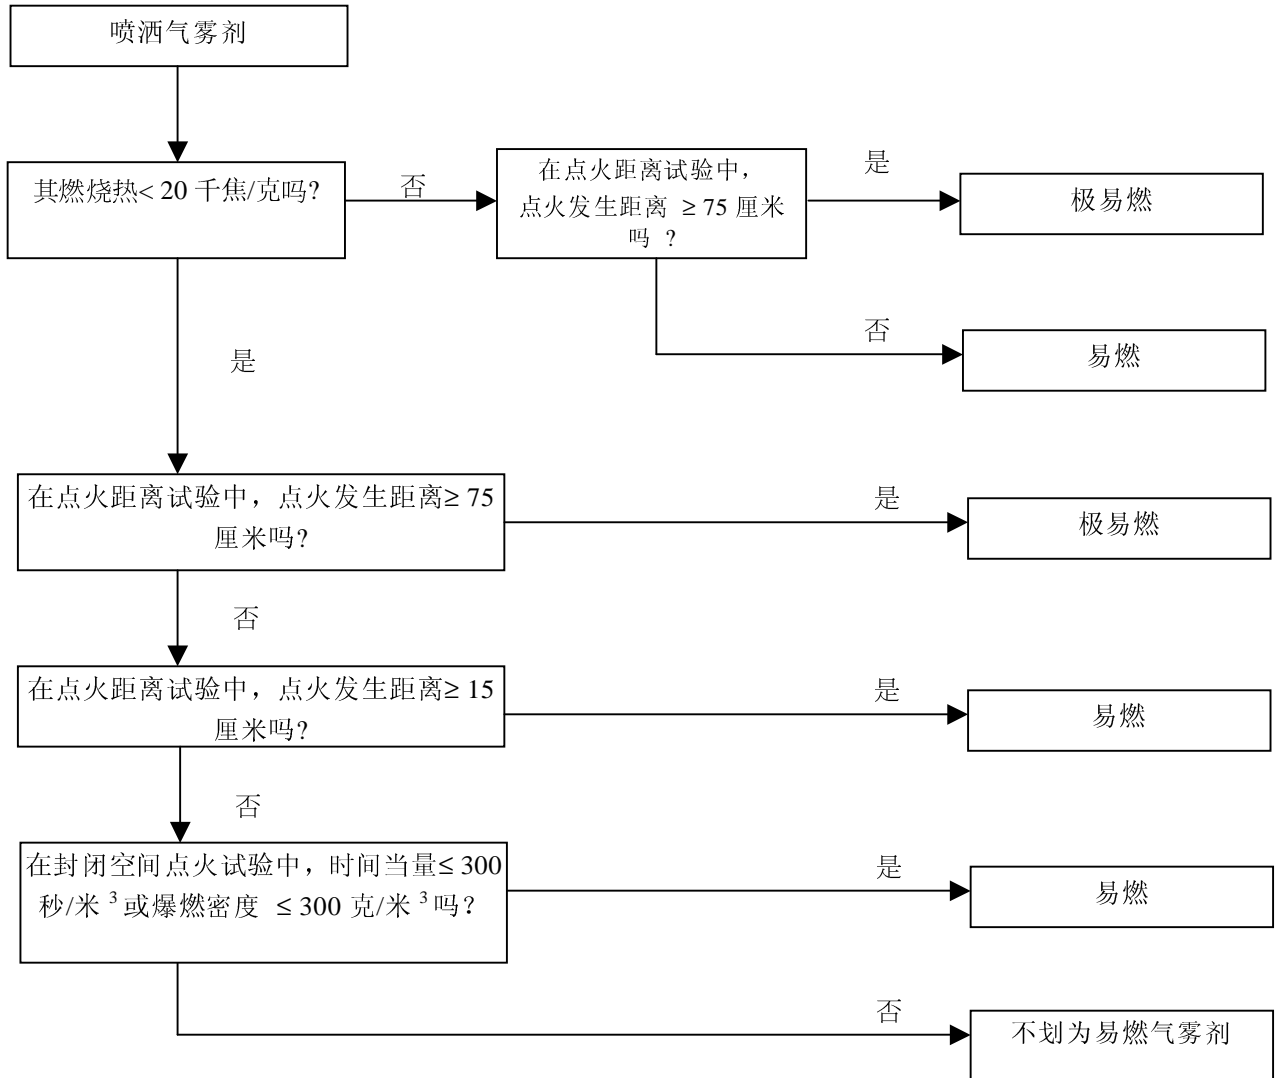 喷洒气雾剂
其燃烧热< 20 千焦/克吗?
否
在点火距离试验中，
点火发生距离 ≥ 75 厘米
吗 ？
是
极易燃
否
易燃
是
在点火距离试验中，点火发生距离≥ 75
厘米吗?
是
极易燃
否
在点火距离试验中，点火发生距离≥ 15
厘米吗?
是
易燃
否
在封闭空间点火试验中，时间当量≤ 300
秒/米 ³ 或爆燃密度 ≤ 300 克/米 ³ 吗？
是
易燃
否
不划为易燃气雾剂